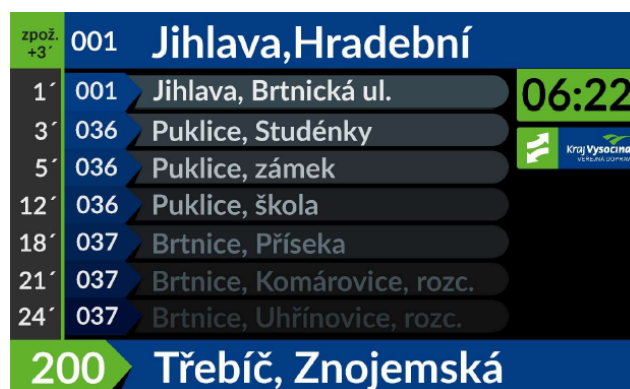 zpož. +3´ 001 Jihlava,Hradební
1´ 001 Jihlava, Brtnická ul.
06:22
3´ 036 Puklice, Studénky
Kraj Vysočina
VEREJNÁ DOPRAVA
5´ 036 Puklice, zámek
12´ 036 Puklice, škola
18´ 037 Brtnice, Příseka
21´ 037 Brtnice, Komárovice, rozc.
24´ 037 Brtnice, Uhřínovice, rozc.
200 Třebíč, Znojemská